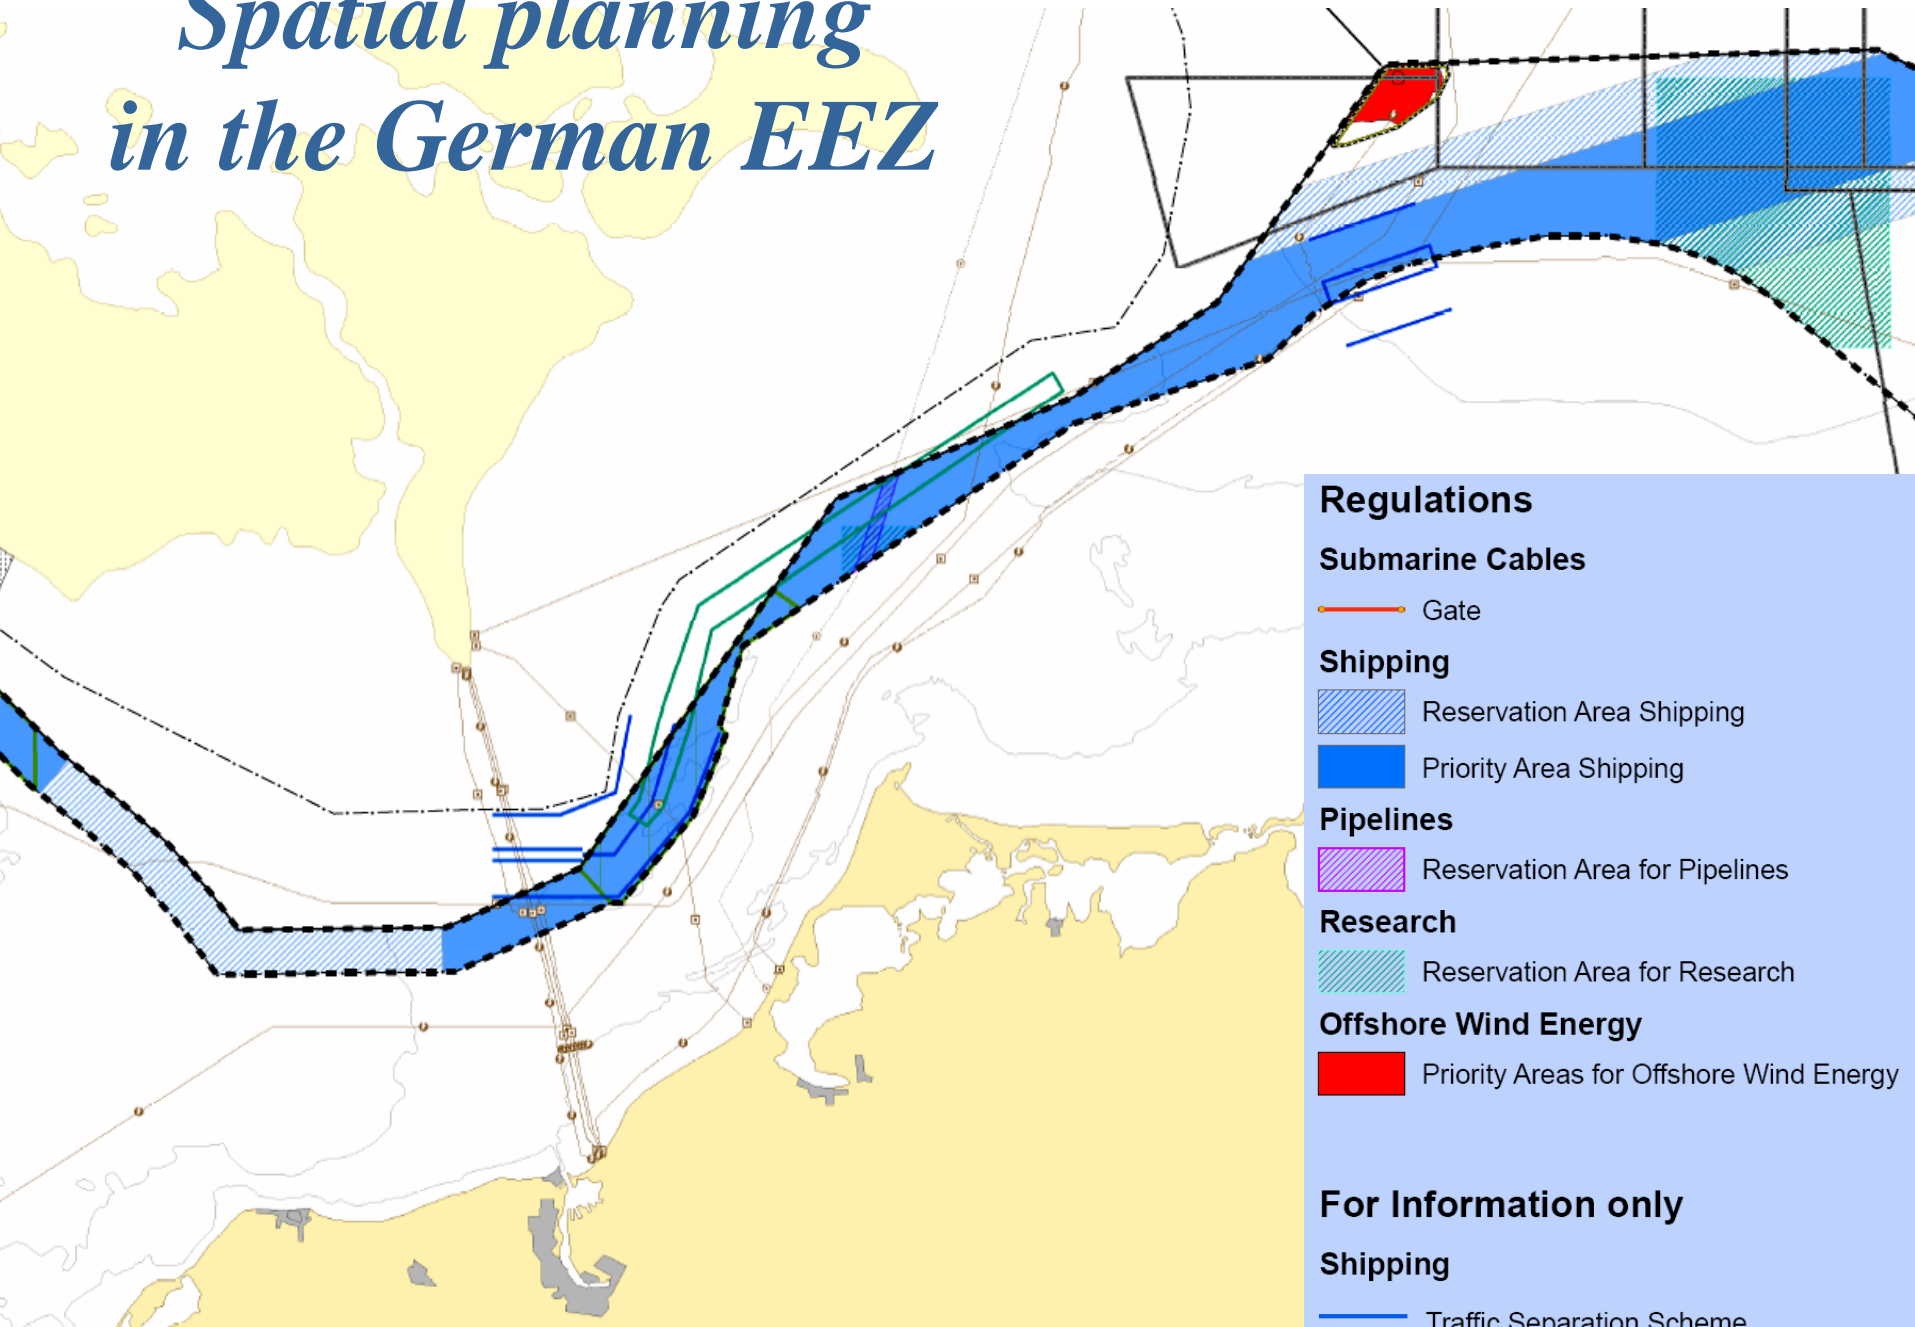 Spatial planning
in the German EEZ
Regulations
Submarine Cables
Gate
Shipping
Reservation Area Shipping
Priority Area Shipping
Pipelines
Reservation Area for Pipelines
Research
Reservation Area for Research
Offshore Wind Energy
Priority Areas for Offshore Wind Energy
For Information only
Shipping
Traffic Separation Scheme